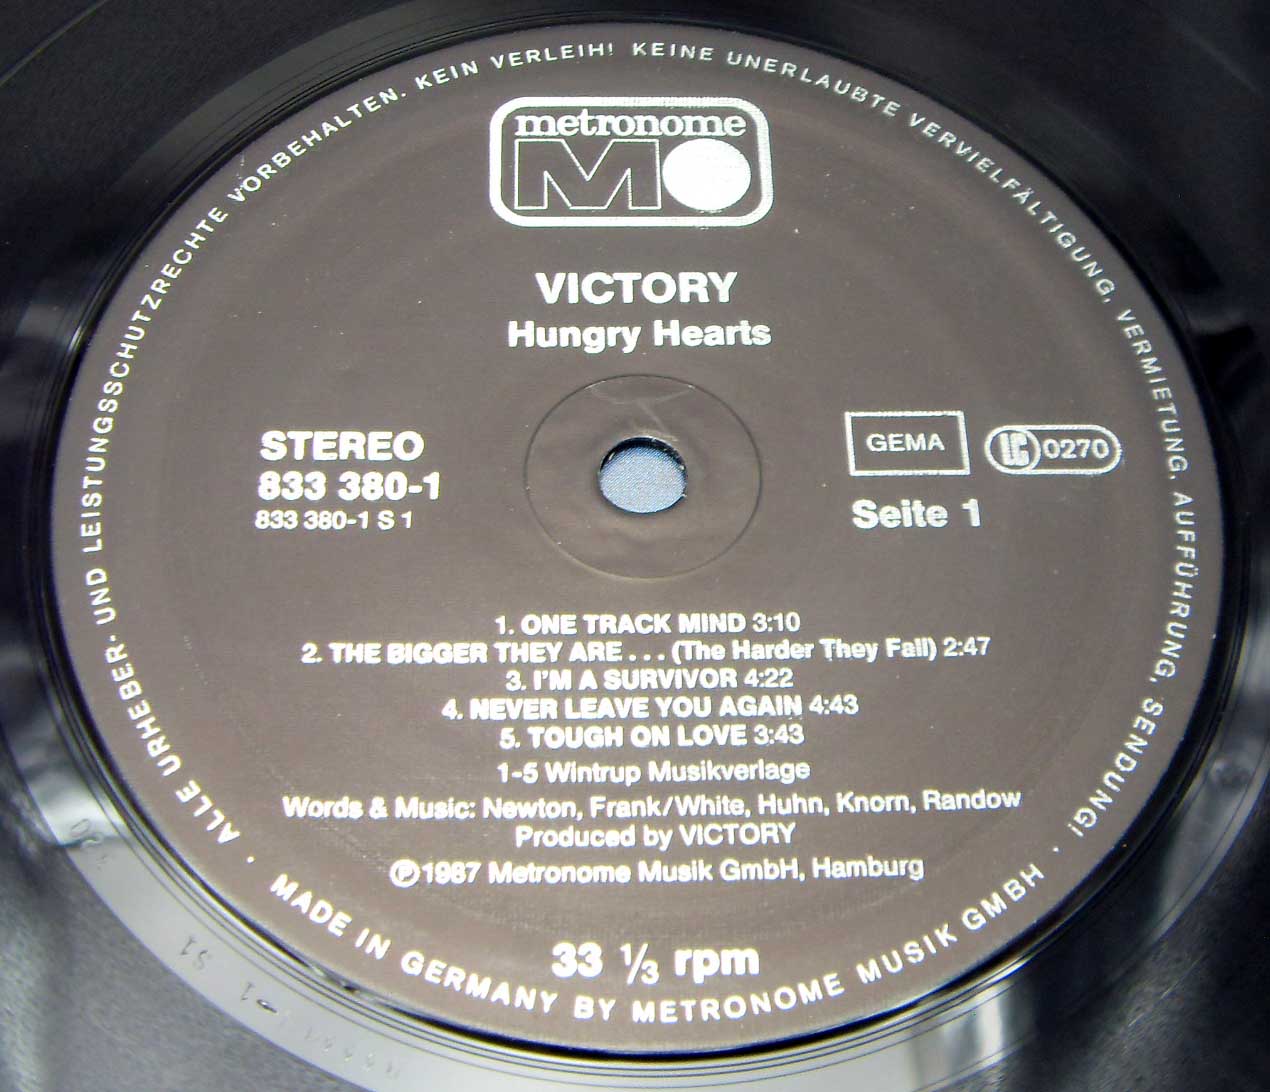 ALLE URHEBER- UND LEISTUNGSSCHUTZRECHTE VORBEHALTEN. KEIN VERLEIH! KEINE UNERLAUBTE VERVIELFÄLTIGUNG, VERMIETUNG, AUFFÜHRUNG, SENDUNG!
metronome
MO
VICTORY
Hungry Hearts
STEREO
833 380-1
833 380-1 S 1
GEMA
LC 0270
Seite 1
1. ONE TRACK MIND 3:10
2. THE BIGGER THEY ARE . . . (The Harder They Fall) 2:47
3. I'M A SURVIVOR 4:22
4. NEVER LEAVE YOU AGAIN 4:43
5. TOUGH ON LOVE 3:43
1-5 Wintrup Musikverlage
Words & Music: Newton, Frank/White, Huhn, Knorn, Randow
Produced by VICTORY
℗1987 Metronome Musik GmbH, Hamburg
33 ⅓ rpm
· MADE IN GERMANY BY METRONOME MUSIK GMBH ·
S1